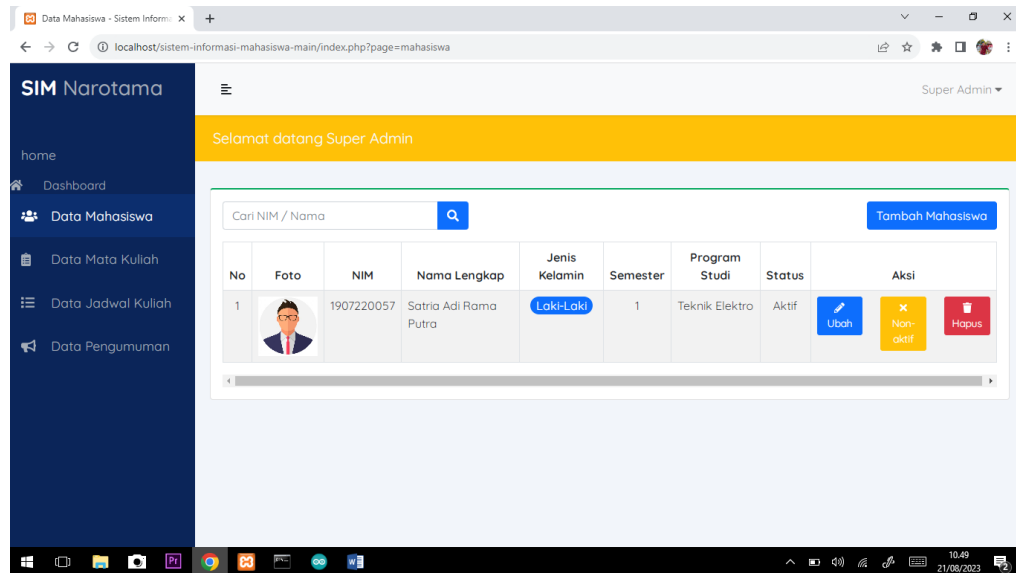 Data Mahasiswa - Sistem Inform
localhost/sistem-informasi-mahasiswa-main/index.php?page=mahasiswa
SIM Narotama
Super Admin
Selamat datang Super Admin
home
Dashboard
Data Mahasiswa
Data Mata Kuliah
Data Jadwal Kuliah
Data Pengumuman
Cari NIM / Nama
Tambah Mahasiswa
No Foto NIM Nama Lengkap Jenis Kelamin Semester Program Studi Status Aksi
1 1907220057 Satria Adi Rama Putra Laki-Laki 1 Teknik Elektro Aktif Ubah Non-aktif Hapus
Pr
W
10.49
21/08/2023
2